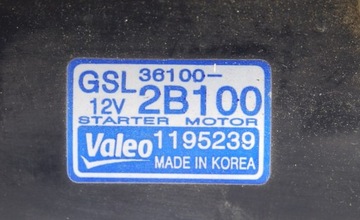 GSL 36100-
12V 2B100
STARTER MOTOR
Valeo 1195239
MADE IN KOREA